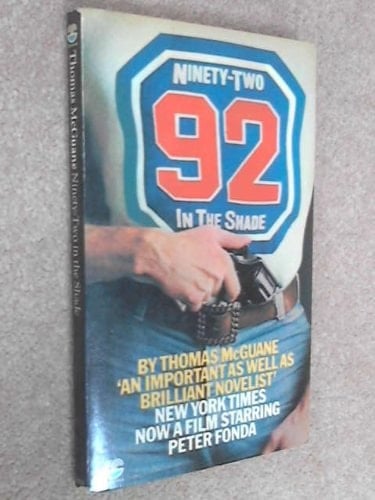 NINETY-TWO
92
IN THE SHADE
BY THOMAS McGUANE
'AN IMPORTANT AS WELL AS
BRILLIANT NOVELIST'
NEW YORK TIMES
NOW A FILM STARRING
PETER FONDA
Thomas McGuane Ninety-Two in the Shade